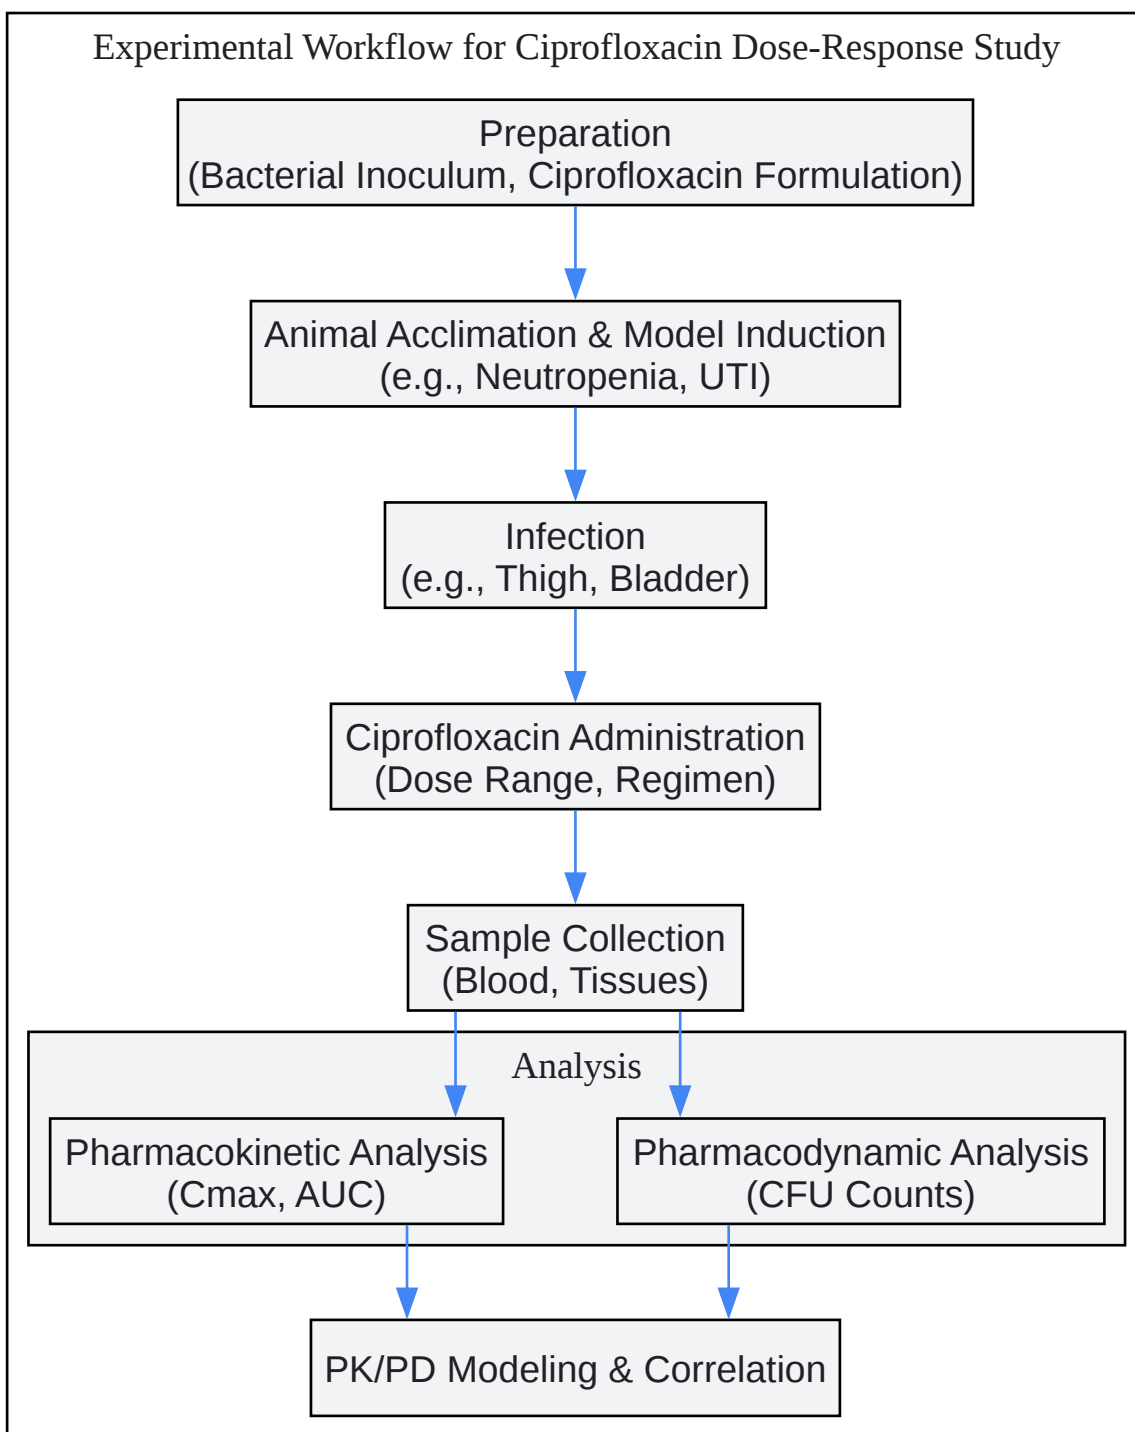 Experimental Workflow for Ciprofloxacin Dose-Response Study
Preparation
(Bacterial Inoculum, Ciprofloxacin Formulation)
Animal Acclimation & Model Induction
(e.g., Neutropenia, UTI)
Infection
(e.g., Thigh, Bladder)
Ciprofloxacin Administration
(Dose Range, Regimen)
Sample Collection
(Blood, Tissues)
Analysis
Pharmacokinetic Analysis
(Cmax, AUC)
Pharmacodynamic Analysis
(CFU Counts)
PK/PD Modeling & Correlation